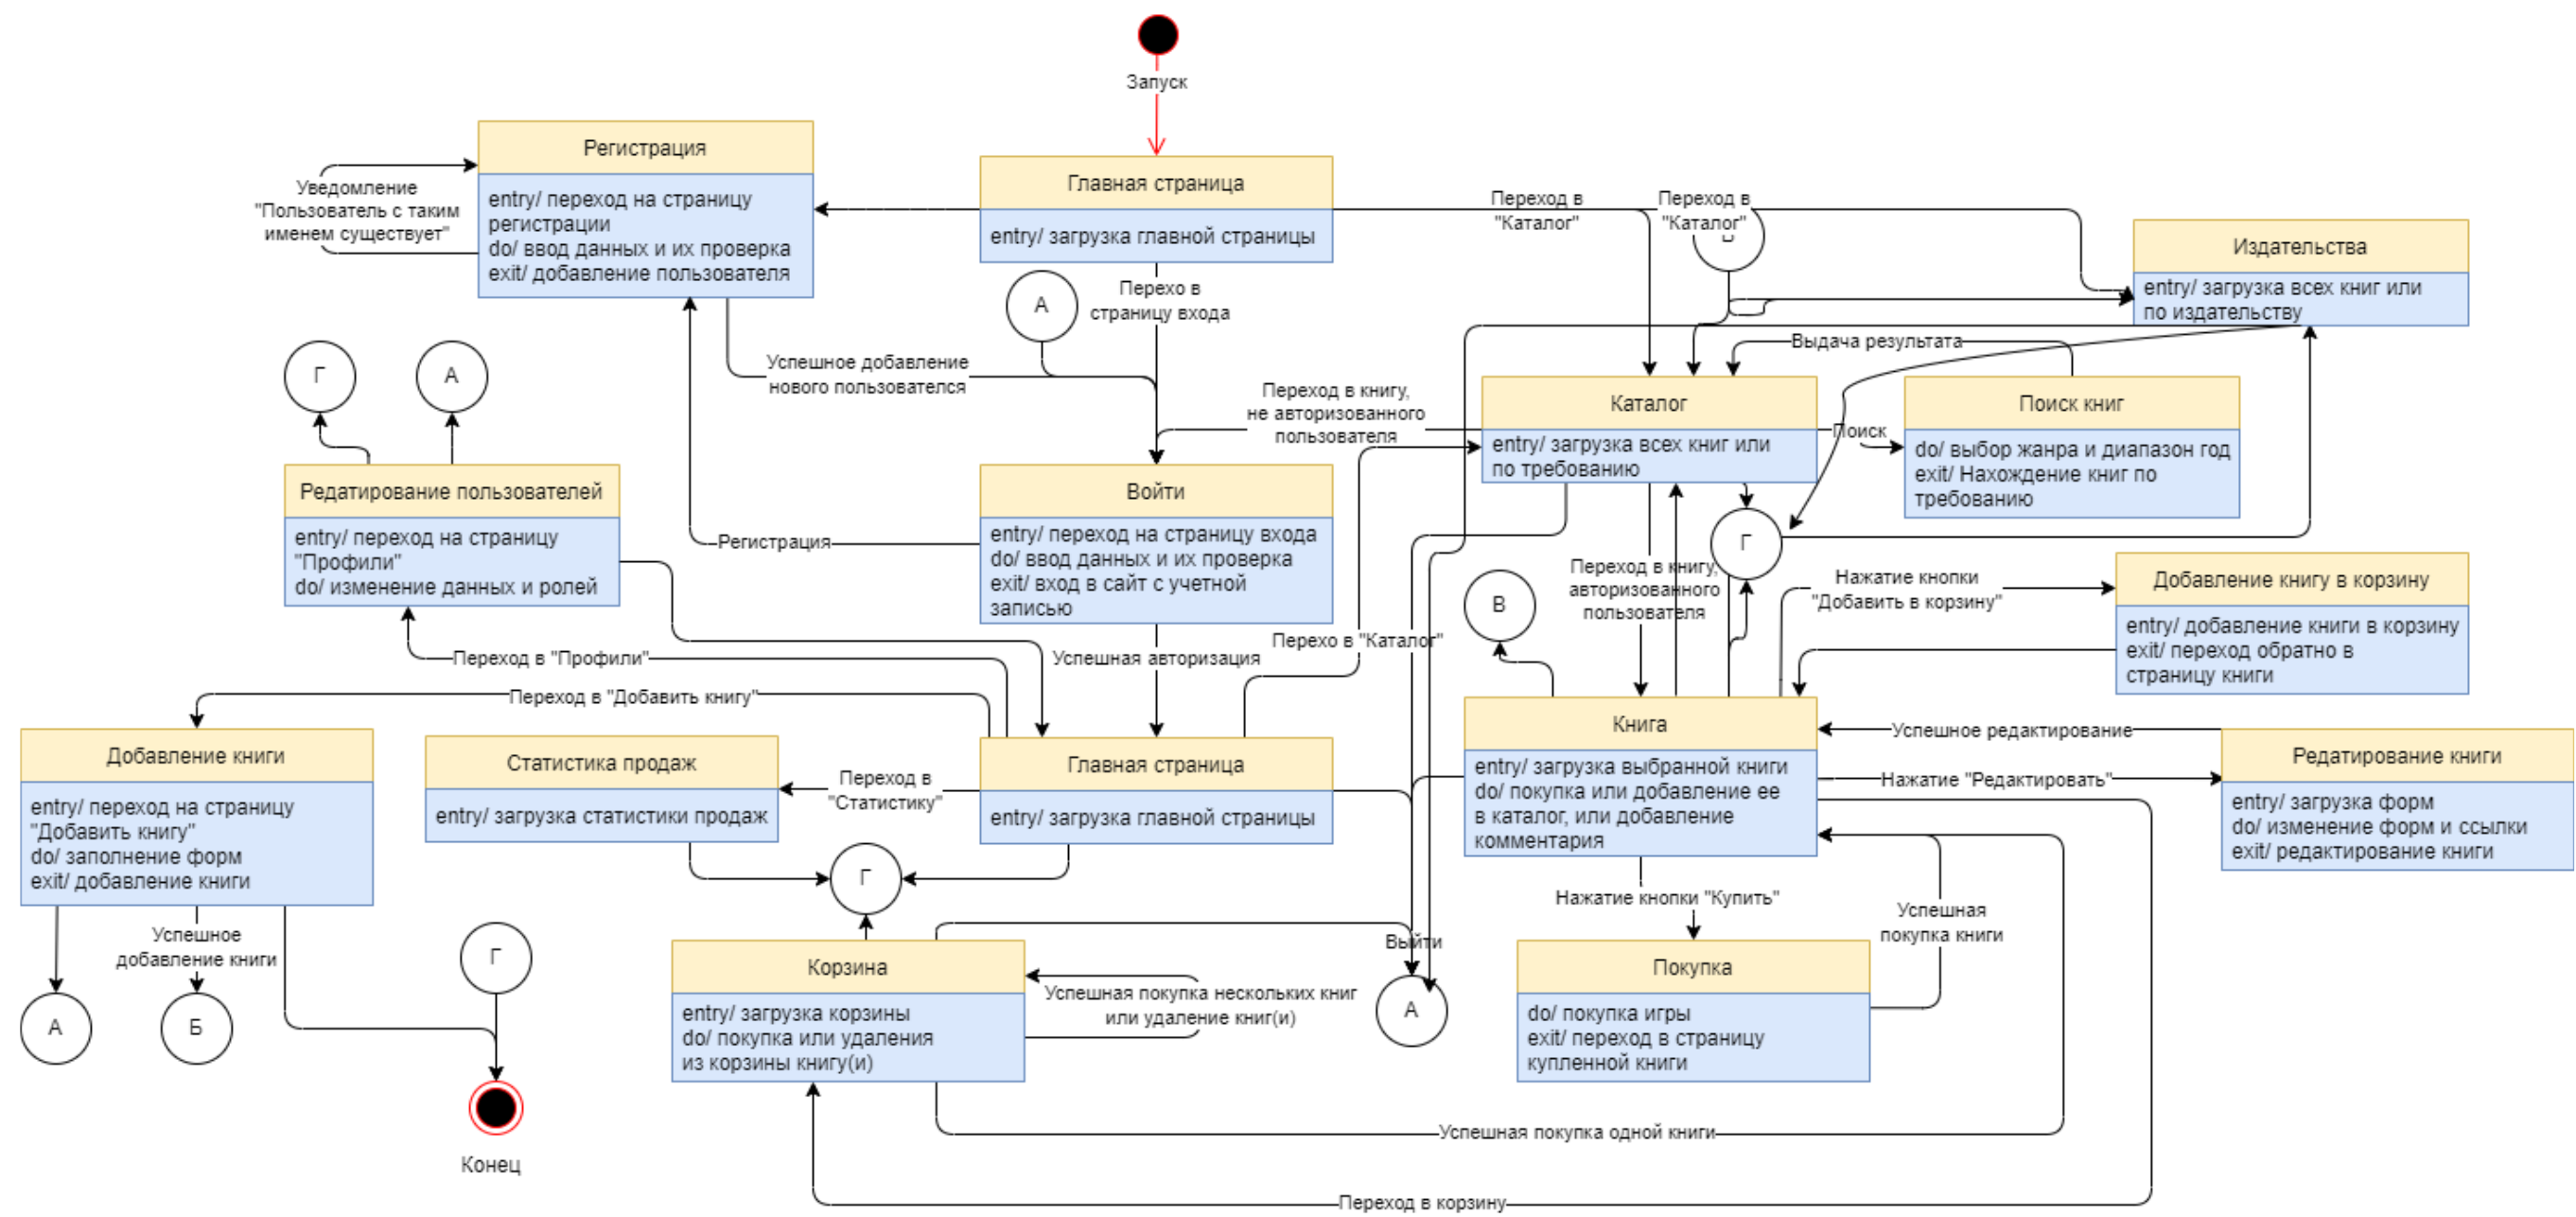 Запуск
Регистрация
entry/ переход на страницу
регистрации
do/ ввод данных и их проверка
exit/ добавление пользователя
Уведомление
"Пользователь с таким
именем существует"
Главная страница
entry/ загрузка главной страницы
Переход в
"Каталог"
Переход в
"Каталог"
Издательства
entry/ загрузка всех книг или
по издательству
А
Перехо в
страницу входа
Успешное добавление
нового пользователся
Выдача результата
Г
А
Переход в книгу,
не авторизованного
пользователя
Каталог
entry/ загрузка всех книг или
по требованию
Поиск
Поиск книг
do/ выбор жанра и диапазон год
exit/ Нахождение книг по
требованию
Редатирование пользователей
entry/ переход на страницу
"Профили"
do/ изменение данных и ролей
Регистрация
Войти
entry/ переход на страницу входа
do/ ввод данных и их проверка
exit/ вход в сайт с учетной
записью
Г
Переход в книгу,
авторизованного
пользователя
В
Нажатие кнопки
"Добавить в корзину"
Добавление книгу в корзину
entry/ добавление книги в корзину
exit/ переход обратно в
страницу книги
Перехо в "Каталог"
Переход в "Профили"
Успешная авторизация
Переход в "Добавить книгу"
Добавление книги
entry/ переход на страницу
"Добавить книгу"
do/ заполнение форм
exit/ добавление книги
Статистика продаж
entry/ загрузка статистики продаж
Переход в
"Статистику"
Главная страница
entry/ загрузка главной страницы
Книга
entry/ загрузка выбранной книги
do/ покупка или добавление ее
в каталог, или добавление
комментария
Успешное редактирование
Нажатие "Редактировать"
Редатирование книги
entry/ загрузка форм
do/ изменение форм и ссылки
exit/ редактирование книги
Г
Нажатие кнопки "Купить"
Успешная
покупка книги
Успешное
добавление книги
А
Б
Г
Конец
Корзина
entry/ загрузка корзины
do/ покупка или удаления
из корзины книгу(и)
Успешная покупка нескольких книг
или удаление книг(и)
Выйти
А
Покупка
do/ покупка игры
exit/ переход в страницу
купленной книги
Успешная покупка одной книги
Переход в корзину